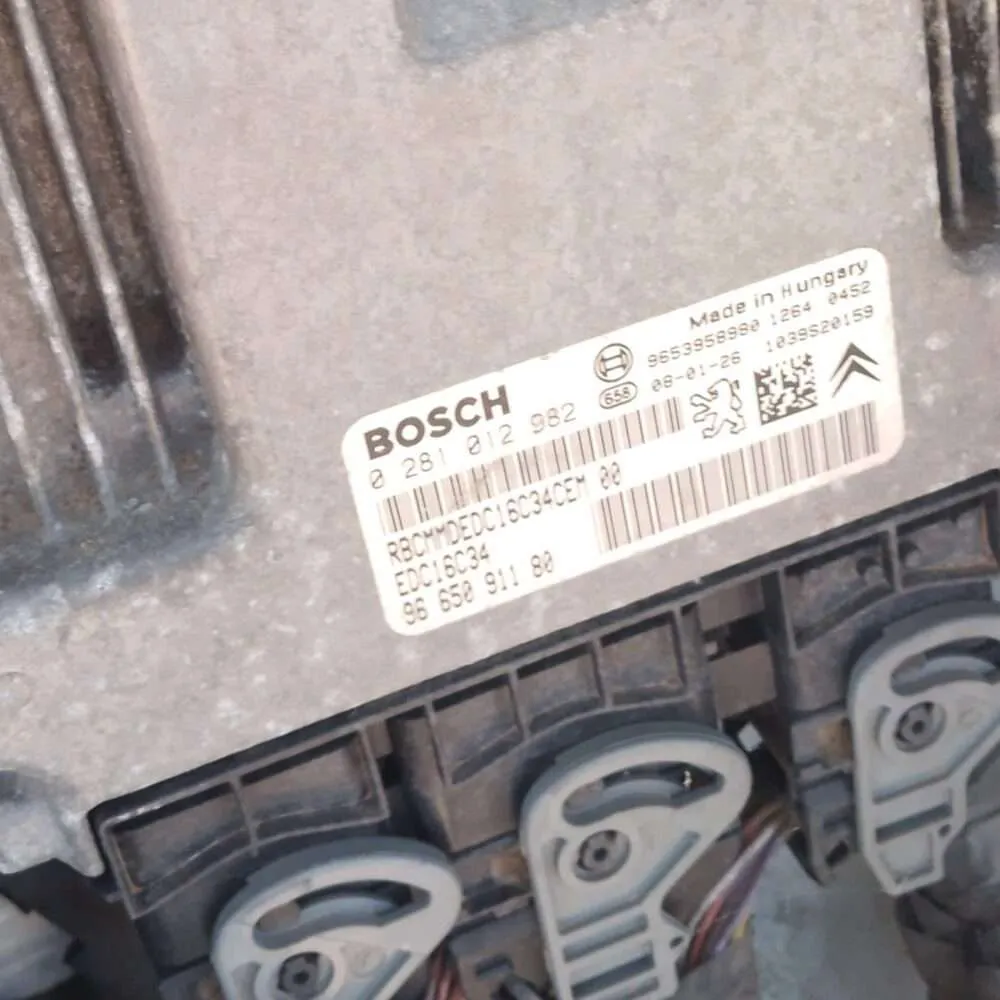 Made in Hungary
9653958980 1264 0452
658 08-01-26 1039S20159
BOSCH
0 281 012 982
RBCMMDEDC16C34CEM 00
EDC16C34
96 650 911 80